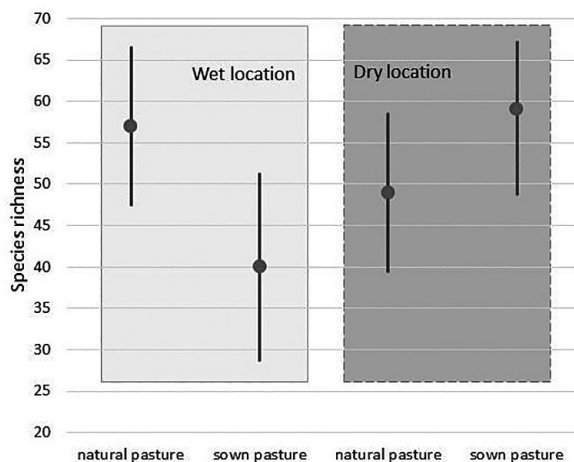 70
65
60
55
50
45
40
35
30
25
20
Species richness
Wet location
Dry location
natural pasture sown pasture natural pasture sown pasture